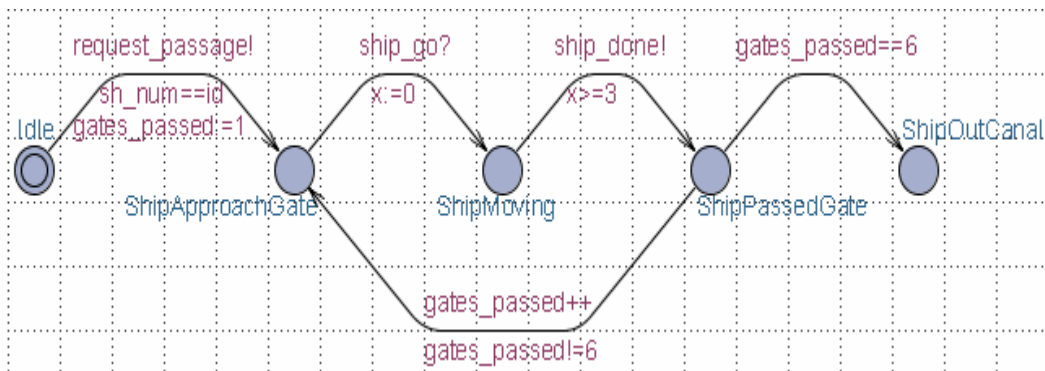 request_passage!
ship_go?
ship_done!
gates_passed==6
sh_num==id
x:=0
x>=3
Idle
gates_passed:=1
ShipOutCanal
ShipApproachGate
ShipMoving
ShipPassedGate
gates_passed++
gates_passed!=6